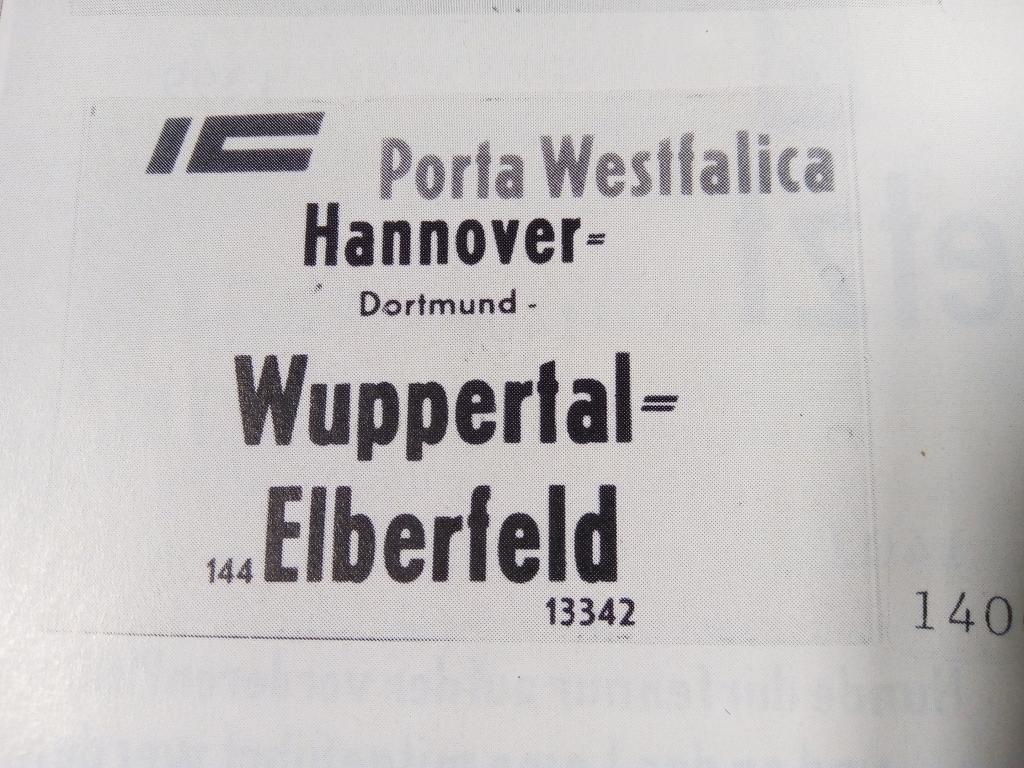 IC Porta Westfalica
Hannover=
Dortmund -
Wuppertal=
144 Elberfeld
13342
140